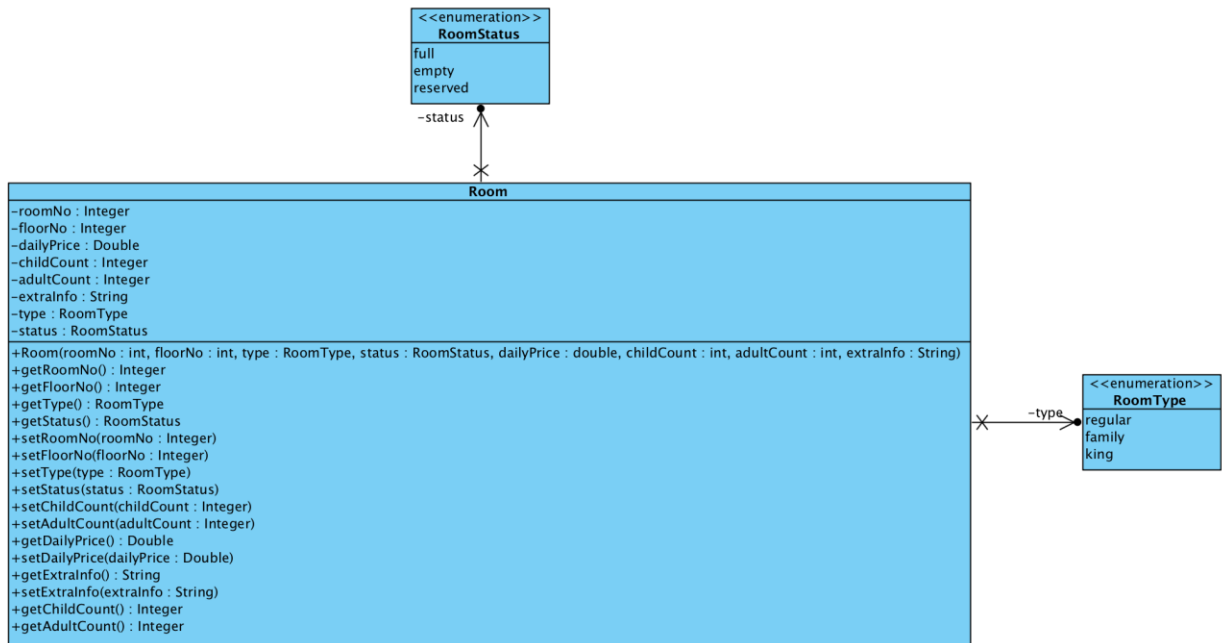 <<enumeration>>
RoomStatus
full
empty
reserved
-status
Room
-roomNo : Integer
-floorNo : Integer
-dailyPrice : Double
-childCount : Integer
-adultCount : Integer
-extraInfo : String
-type : RoomType
-status : RoomStatus
+Room(roomNo : int, floorNo : int, type : RoomType, status : RoomStatus, dailyPrice : double, childCount : int, adultCount : int, extraInfo : String)
+getRoomNo() : Integer
+getFloorNo() : Integer
+getType() : RoomType
+getStatus() : RoomStatus
+setRoomNo(roomNo : Integer)
+setFloorNo(floorNo : Integer)
+setType(type : RoomType)
+setStatus(status : RoomStatus)
+setChildCount(childCount : Integer)
+setAdultCount(adultCount : Integer)
+getDailyPrice() : Double
+setDailyPrice(dailyPrice : Double)
+getExtraInfo() : String
+setExtraInfo(extraInfo : String)
+getChildCount() : Integer
+getAdultCount() : Integer
-type
<<enumeration>>
RoomType
regular
family
king